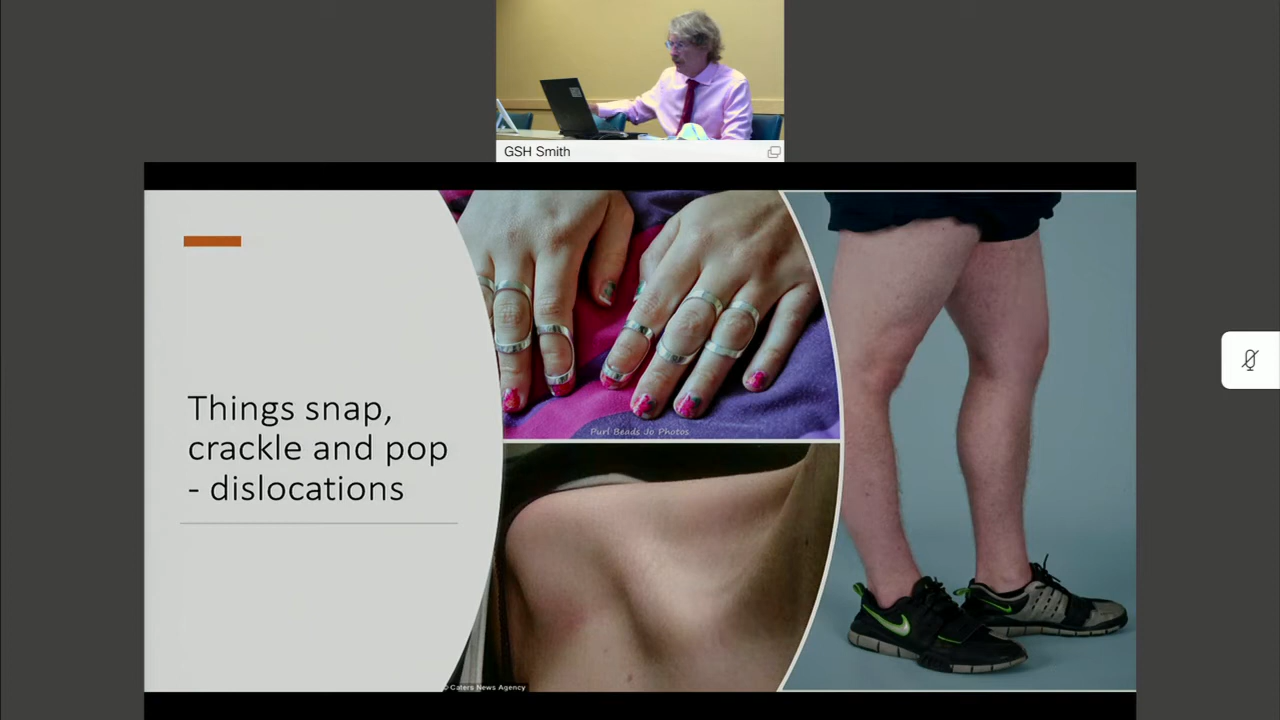 GSH Smith
Things snap,
crackle and pop
- dislocations
Purl Beads Jo Photos
© Caters News Agency